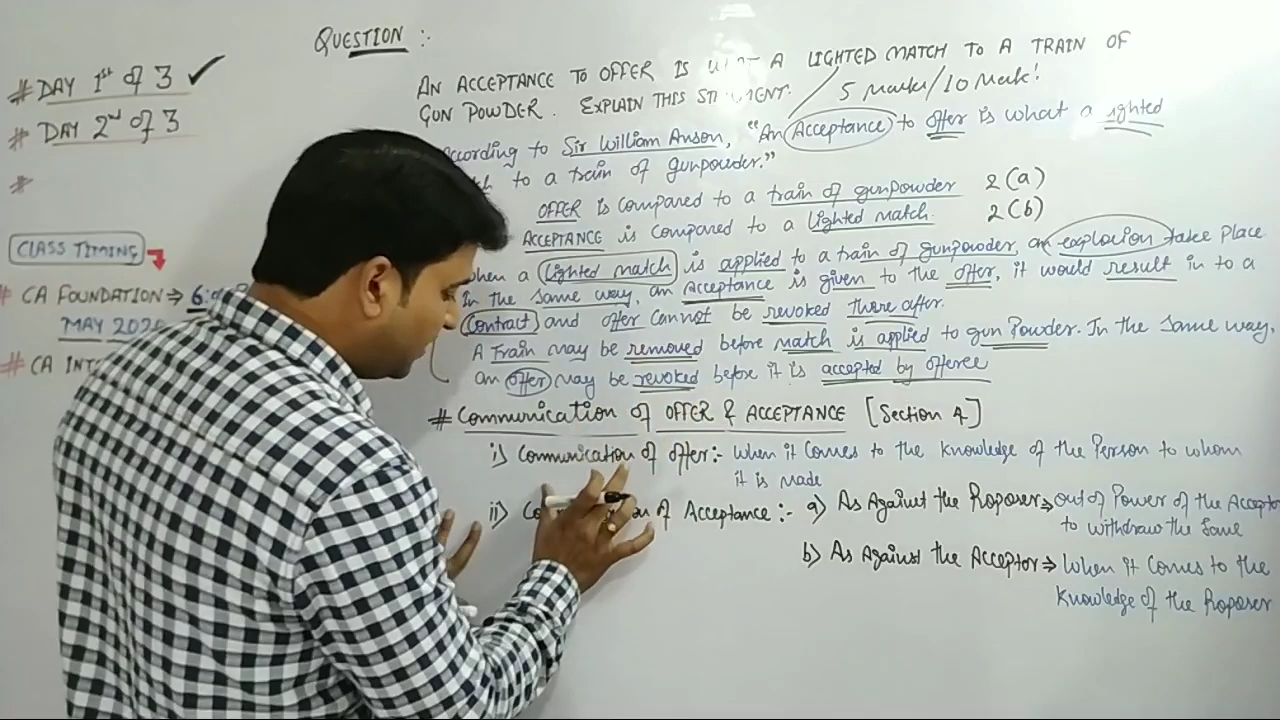 QUESTION :-
# DAY 1st of 3 ✓
# DAY 2nd of 3
#
CLASS TIMING
# CA FOUNDATION ⇒ 6:
MAY 202
# CA INT
AN ACCEPTANCE TO OFFER IS A LIGHTED MATCH TO A TRAIN OF
GUN POWDER. EXPLAIN THIS 5 Marks/10 Mark!
According to Sir William Anson, "An Acceptance to offer is what a lighted
to a train of gunpowder."
OFFER is compared to a train of gunpowder 2(a)
ACCEPTANCE is compared to a lighted match. 2(b)
When a lighted match is applied to a train of gunpowder, an explosion take place.
In the same way, an acceptance is given to the offer, it would result in to a
Contract and offer cannot be revoked there after.
A Train may be removed before match is applied to gun Powder. In the same way,
an offer may be revoked before it is accepted by offeree
# Communication of OFFER & ACCEPTANCE [Section 4]
i) Communication of offer:- When it comes to the knowledge of the Person to whom
it is made
ii) of Acceptance :- a) As Against the Proposer → out of Power of the Acceptor
to withdraw the same
b) As Against the Acceptor → When it comes to the
knowledge of the Proposer